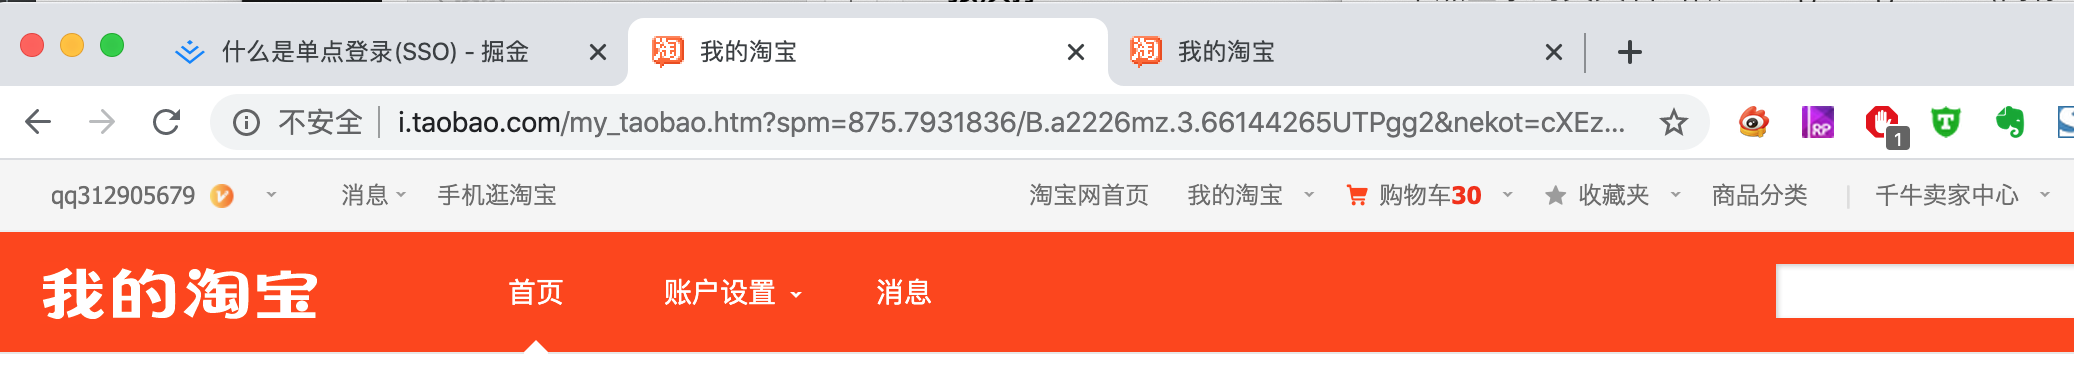 什么是单点登录(SSO) - 掘金
我的淘宝
我的淘宝
不安全 i.taobao.com/my_taobao.htm?spm=875.7931836/B.a2226mz.3.66144265UTPgg2&nekot=cXEz...
RP
1
T
qq312905679 消息 手机逛淘宝 淘宝网首页 我的淘宝 购物车30 收藏夹 商品分类 千牛卖家中心
我的淘宝 首页 账户设置 消息